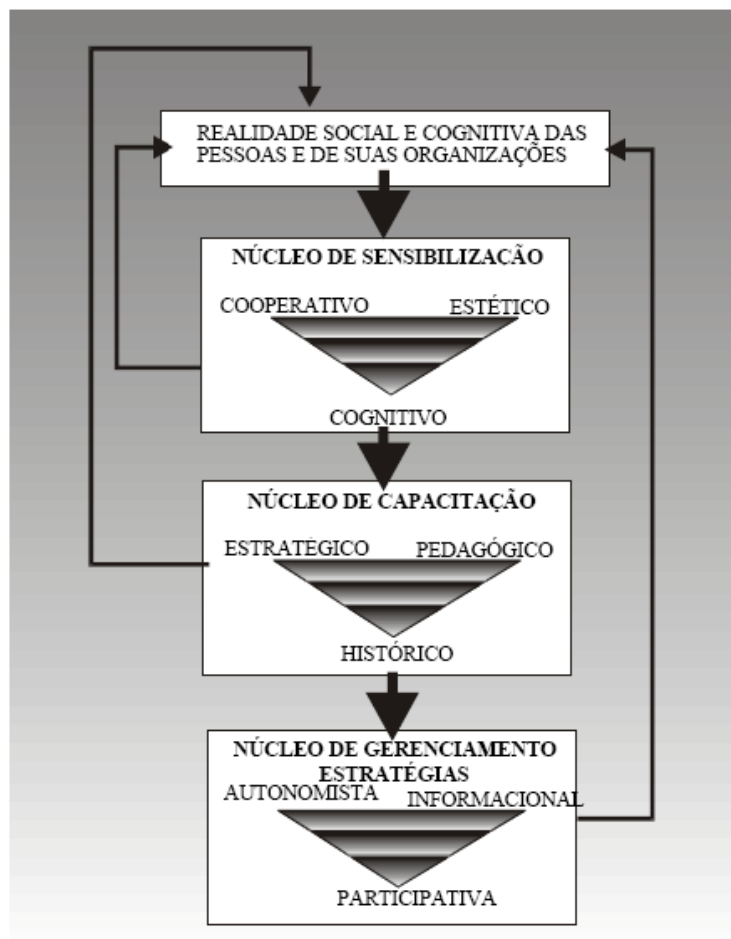 REALIDADE SOCIAL E COGNITIVA DAS
PESSOAS E DE SUAS ORGANIZAÇÕES
NÚCLEO DE SENSIBILIZAÇÃO
COOPERATIVO ESTÉTICO
COGNITIVO
NÚCLEO DE CAPACITAÇÃO
ESTRATÉGICO PEDAGÓGICO
HISTÓRICO
NÚCLEO DE GERENCIAMENTO
ESTRATÉGIAS
AUTONOMISTA INFORMACIONAL
PARTICIPATIVA